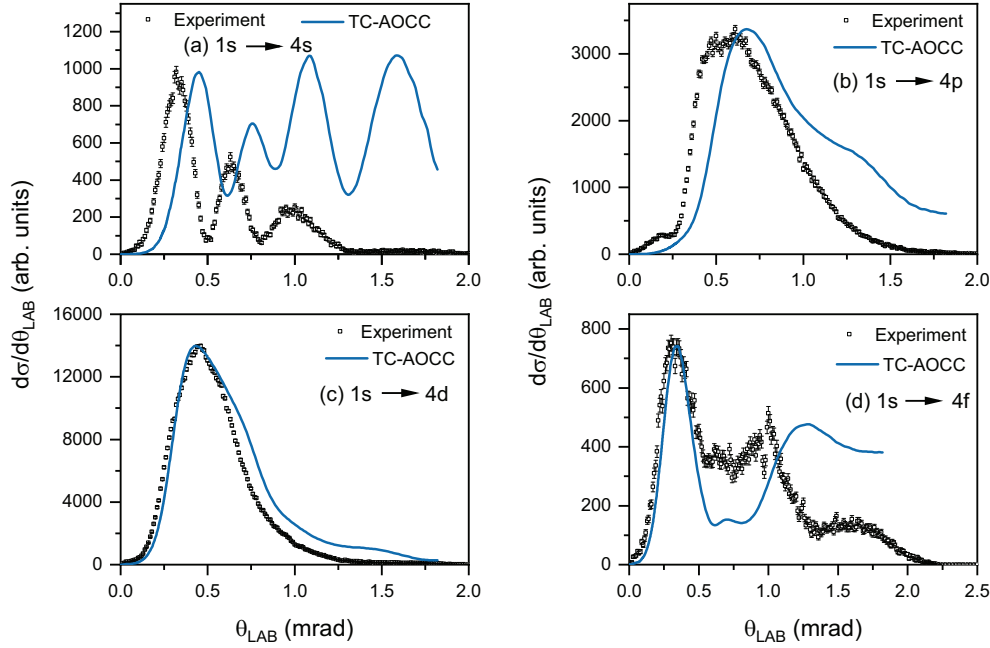 Experiment TC-AOCC
(a) 1s → 4s
1200
1000
800
600
400
200
0
0.0 0.5 1.0 1.5 2.0
Experiment
TC-AOCC
(b) 1s → 4p
3600
2400
1200
0
0.0 0.5 1.0 1.5 2.0
dσ/dθLAB (arb. units)
dσ/dθLAB (arb. units)
Experiment
TC-AOCC
(c) 1s → 4d
16000
12000
8000
4000
0
0.0 0.5 1.0 1.5 2.0
θLAB (mrad)
Experiment
TC-AOCC
(d) 1s → 4f
800
600
400
200
0
0.0 0.5 1.0 1.5 2.0 2.5
θLAB (mrad)